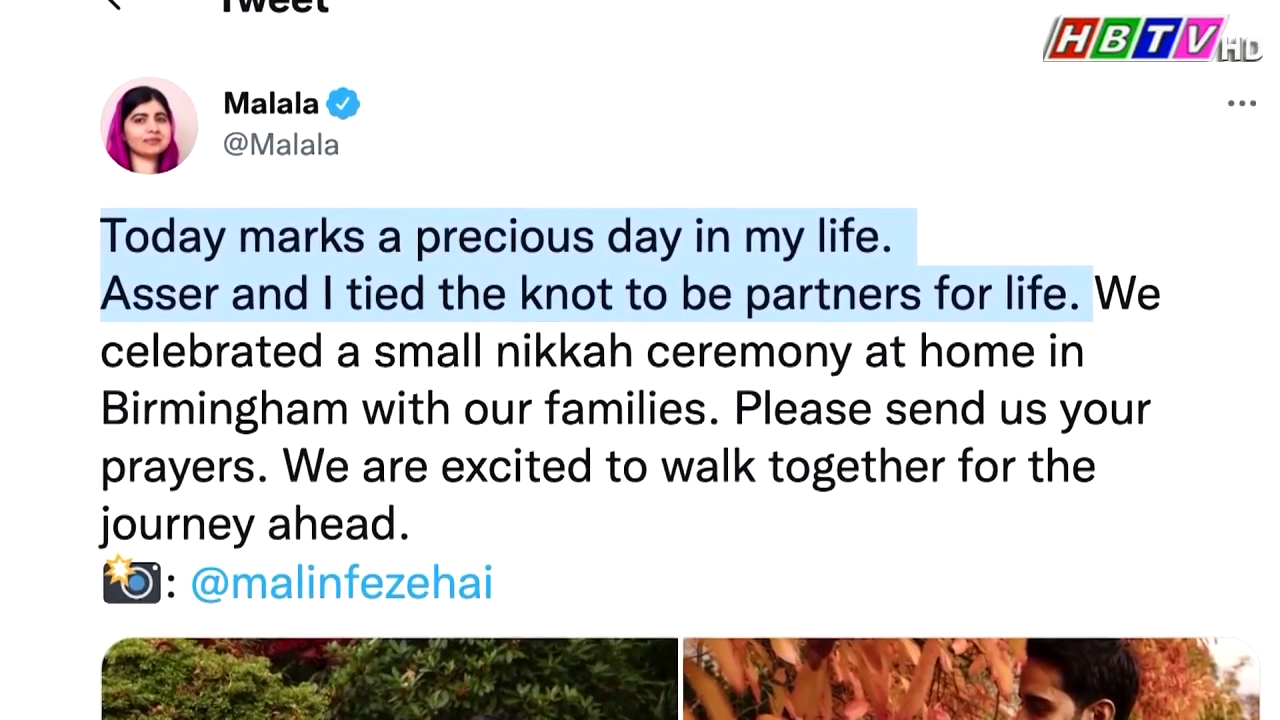 Tweet
HBTV HD
Malala
@Malala
Today marks a precious day in my life.
Asser and I tied the knot to be partners for life. We
celebrated a small nikkah ceremony at home in
Birmingham with our families. Please send us your
prayers. We are excited to walk together for the
journey ahead.
: @malinfezehai